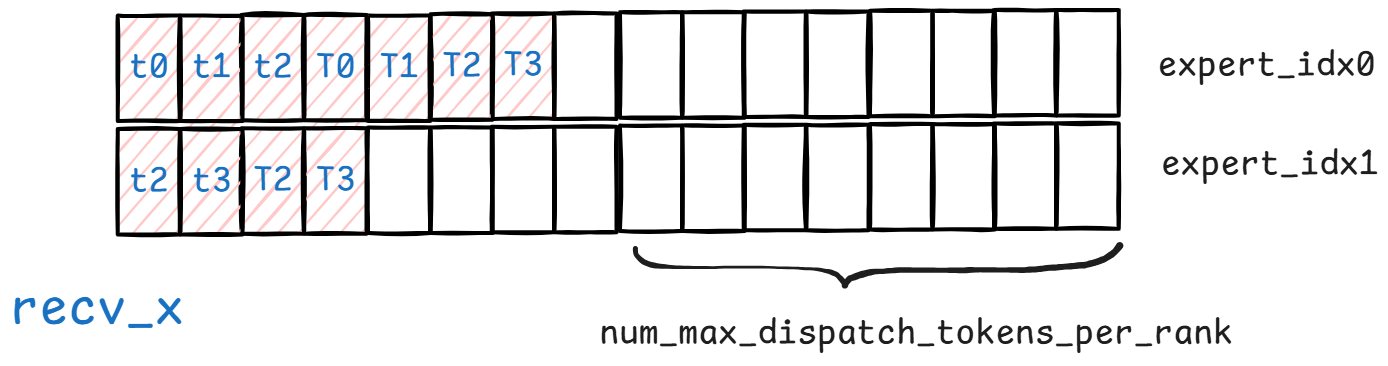 t0 t1 t2 T0 T1 T2 T3 expert_idx0
t2 t3 T2 T3 expert_idx1
recv_x
num_max_dispatch_tokens_per_rank